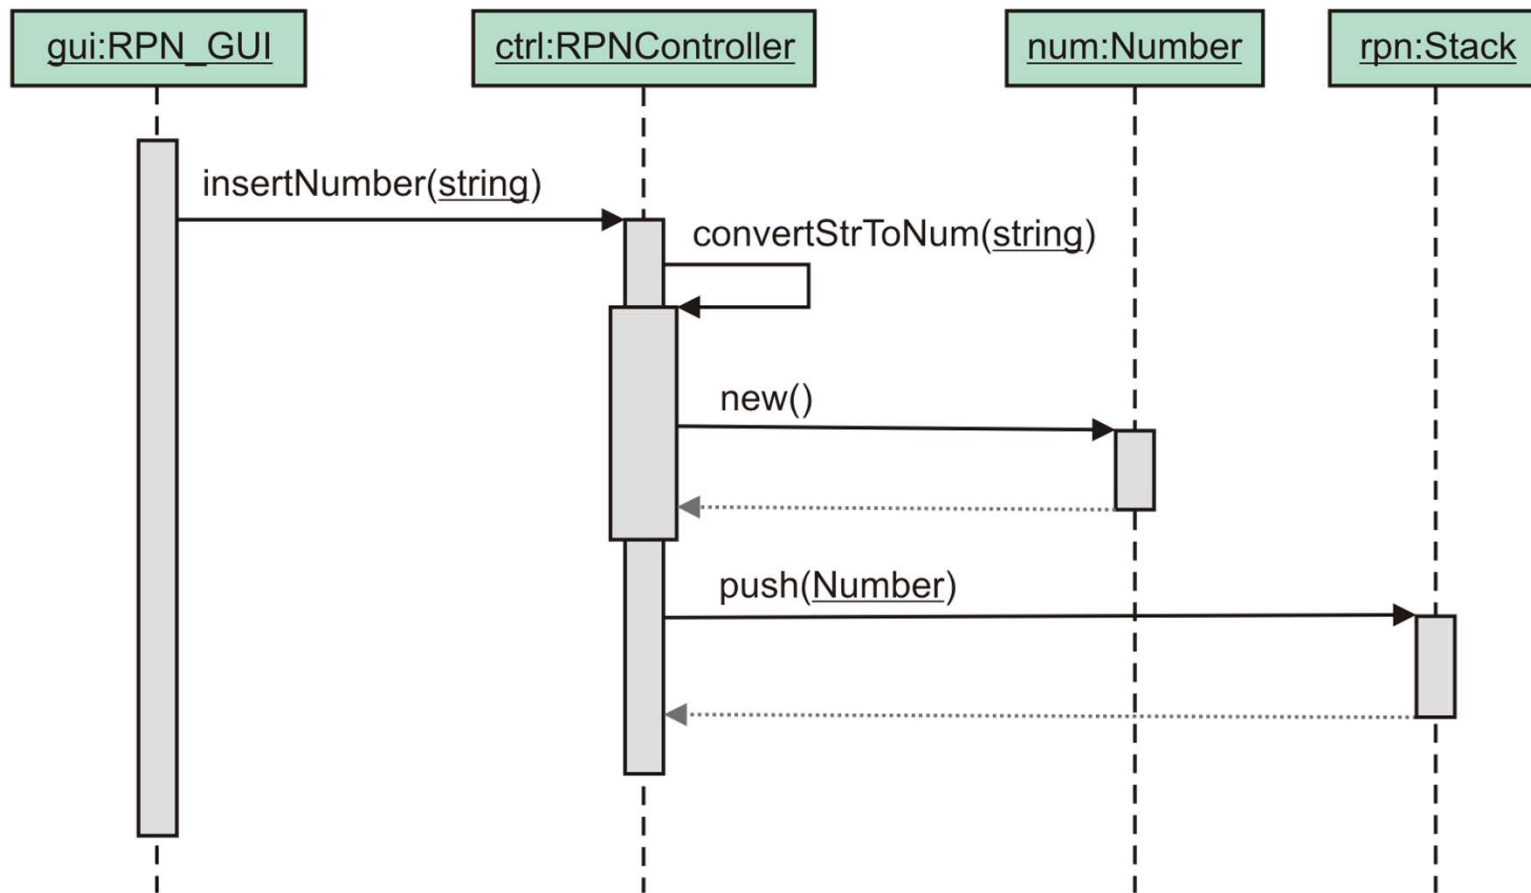 gui:RPN_GUI
ctrl:RPNController
num:Number
rpn:Stack
insertNumber(string)
convertStrToNum(string)
new()
push(Number)